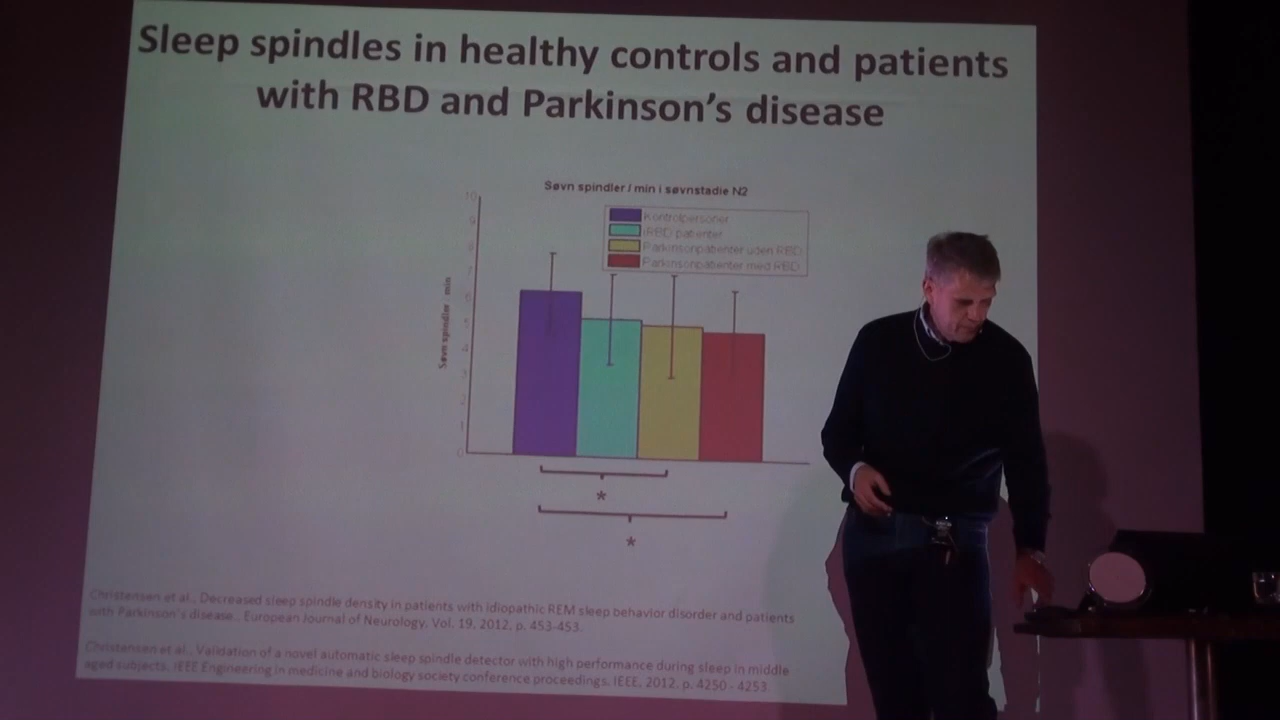 Sleep spindles in healthy controls and patients
with RBD and Parkinson's disease
Søvn spindler / min i søvnstadie N2
Kontrolpersoner
iRBD patienter
Parkinsonpatienter uden RBD
Parkinsonpatienter med RBD
10
9
8
7
6
5
4
3
2
1
0
Søvn spindler / min
*
*
Christensen et al., Decreased sleep spindle density in patients with idiopathic REM sleep behavior disorder and patients
with Parkinson's disease., European Journal of Neurology, Vol. 19, 2012, p. 453-453.
Christensen et al., Validation of a novel automatic sleep spindle detector with high performance during sleep in middle
aged subjects. IEEE Engineering in medicine and biology society conference proceedings. IEEE, 2012. p. 4250 - 4253.